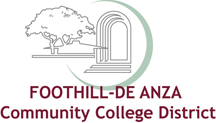 FOOTHILL-DE ANZA
Community College District